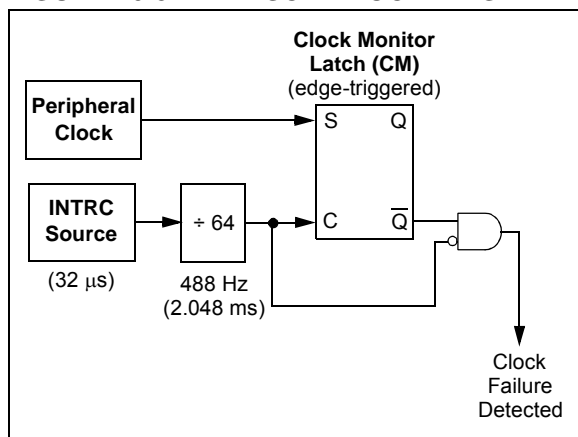 Clock Monitor
Latch (CM)
(edge-triggered)
Peripheral
Clock
S Q
INTRC
Source
÷ 64
C Q̅
(32 μs)
488 Hz
(2.048 ms)
Clock
Failure
Detected